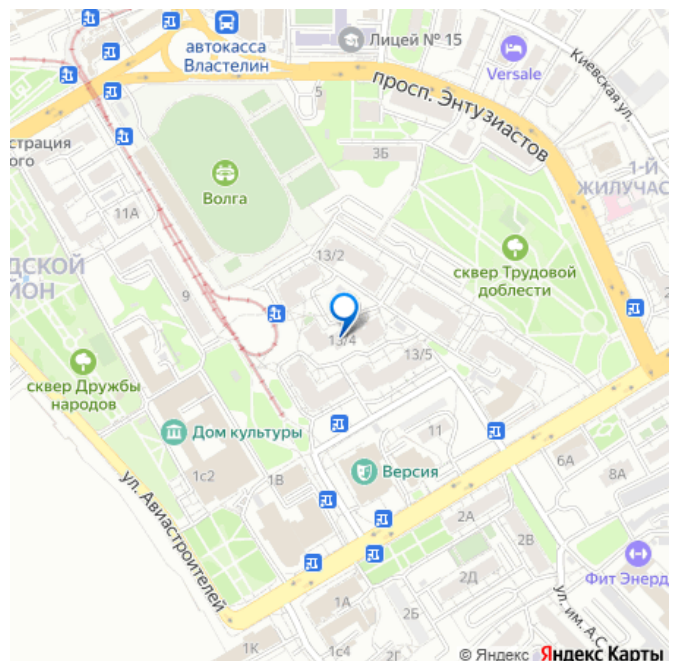 автокасса
Властелин
Лицей № 15
Versale
Киевская ул.
просп. Энтузиастов
5
3Б
страция
ого
1-Й
ЖИЛУЧАС
Волга
11А
13/2
сквер Трудовой
доблести
ДСКОЙ
ЙОН
9
2
13/4
13/5
сквер Дружбы
народов
Дом культуры
11
1с2
1В
Версия
6А
8А
ул. Авиастроителей
2А
2В
Фит Энерд
2Д
1А
2Б
ул. им. А.С
1К
1с4
2Г
© Яндекс Яндекс Карты